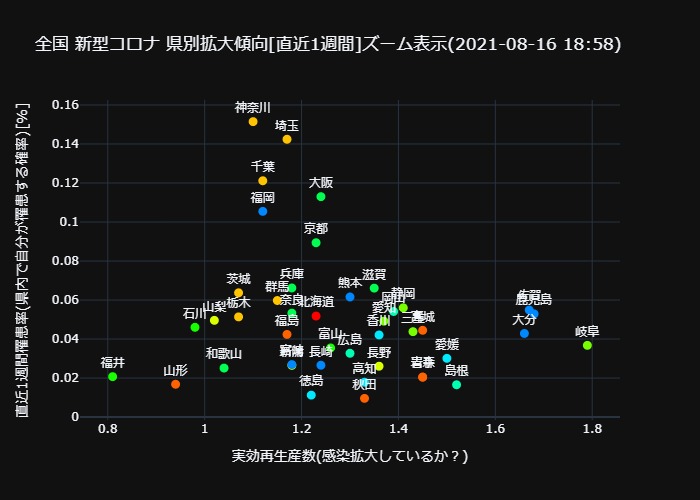 全国 新型コロナ 県別拡大傾向[直近1週間]ズーム表示(2021-08-16 18:58)
直近1週間罹患率(県内で自分が罹患する確率)[%]
0.16
神奈川
埼玉
0.14
千葉
大阪
0.12
福岡
0.1
京都
0.08
茨城
兵庫
滋賀
熊本
群馬
静岡
岡山
鹿児島
0.06
山梨
栃木
奈良
北海道
愛知
石川
福島
香川
大分
岐阜
0.04
富山
広島
愛媛
福井
和歌山
長崎
長野
山形
徳島
高知
島根
0.02
秋田
0
0.8
1
1.2
1.4
1.6
1.8
実効再生産数(感染拡大しているか？)